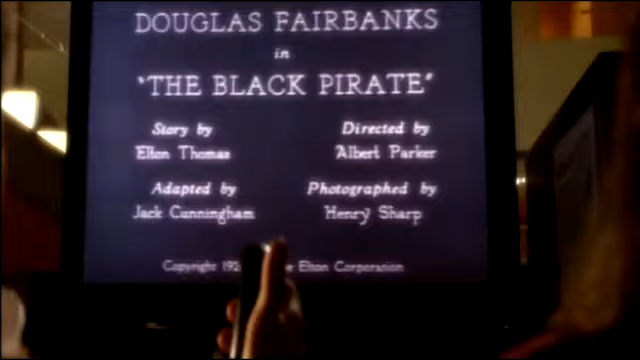 DOUGLAS FAIRBANKS
in
"THE BLACK PIRATE"
Story by
Elton Thomas
Directed by
Albert Parker
Adapted by
Jack Cunningham
Photographed by
Henry Sharp
Copyright Elton Corporation